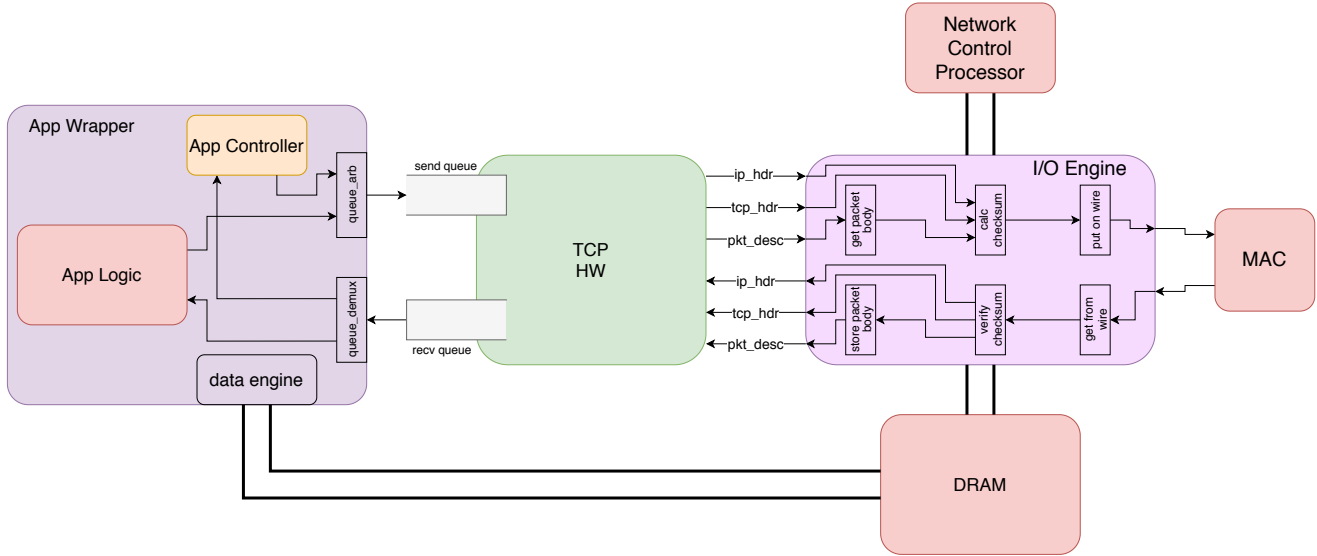 Network
Control
Processor
App Wrapper
App Controller
queue_arb
send queue
App Logic
queue_demux
recv queue
data engine
TCP
HW
ip_hdr
tcp_hdr
pkt_desc
ip_hdr
tcp_hdr
pkt_desc
I/O Engine
get packet
body
calc
checksum
put on wire
store packet
body
verify
checksum
get from
wire
MAC
DRAM